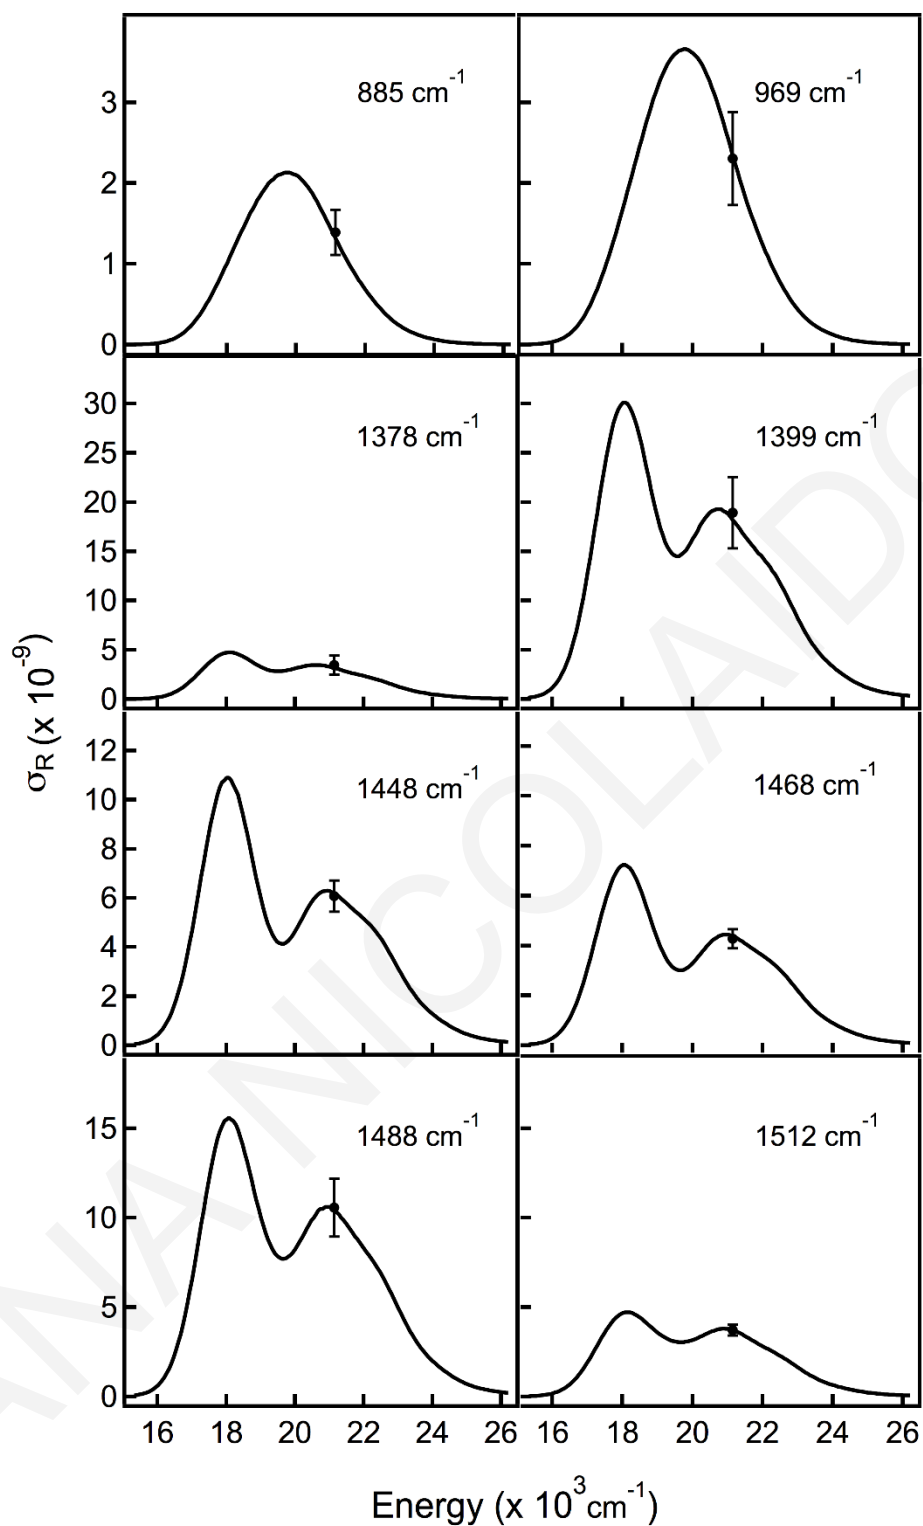 885 cm⁻¹
969 cm⁻¹
3
2
1
0
1378 cm⁻¹
1399 cm⁻¹
30
25
20
15
10
5
0
1448 cm⁻¹
1468 cm⁻¹
12
10
8
6
4
2
0
1488 cm⁻¹
1512 cm⁻¹
15
10
5
0
16 18 20 22 24 26 16 18 20 22 24 26
Energy (x 10³cm⁻¹)
σR (x 10⁻⁹)
ANA NICOLAIDO